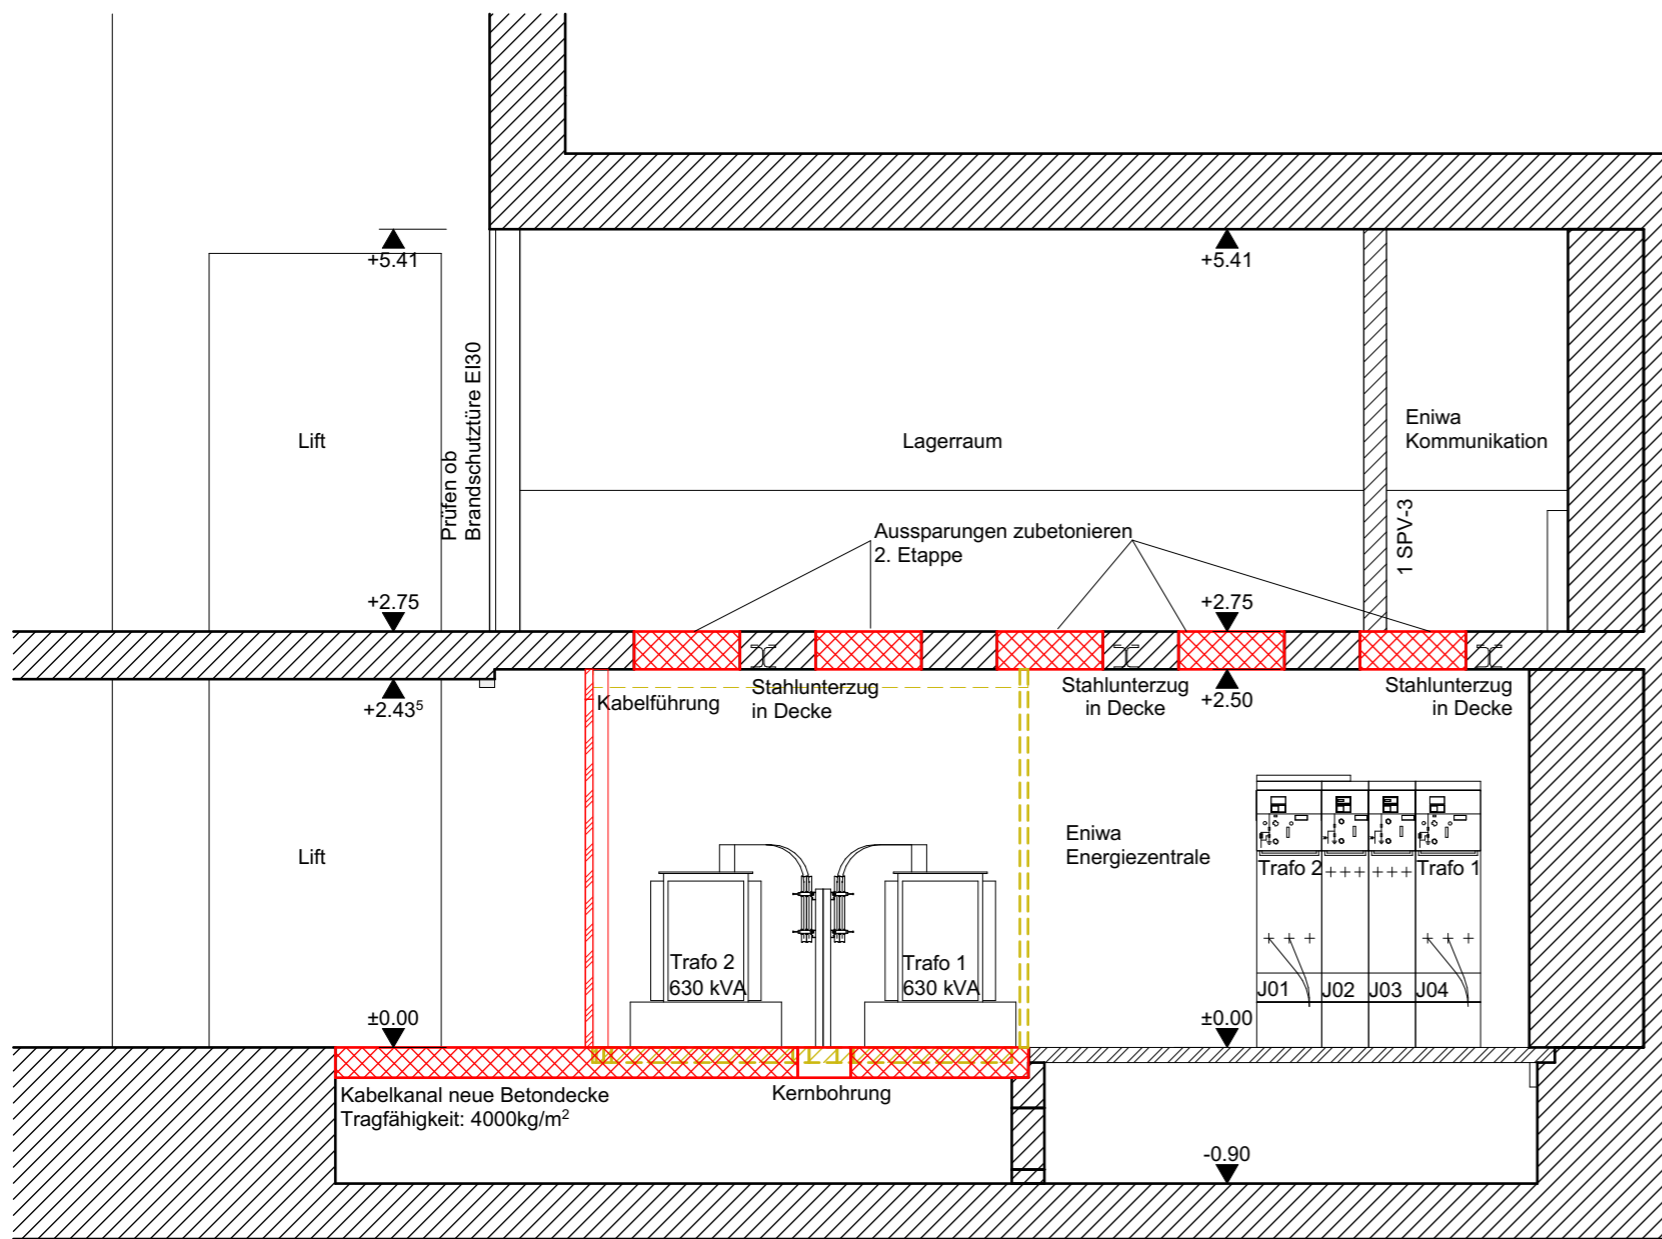 +5.41
+5.41
Prüfen ob
Brandschutztüre EI30
Lift
Lagerraum
Eniwa
Kommunikation
1 SPV-3
Aussparungen zubetonieren
2. Etappe
+2.75
+2.75
+2.43⁵
Kabelführung
Stahlunterzug
in Decke
Stahlunterzug
in Decke
+2.50
Stahlunterzug
in Decke
Lift
Eniwa
Energiezentrale
Trafo 2
630 kVA
Trafo 1
630 kVA
Trafo 2
+++
+++
Trafo 1
J01
J02
J03
J04
±0.00
±0.00
Kabelkanal neue Betondecke
Tragfähigkeit: 4000kg/m²
Kernbohrung
-0.90